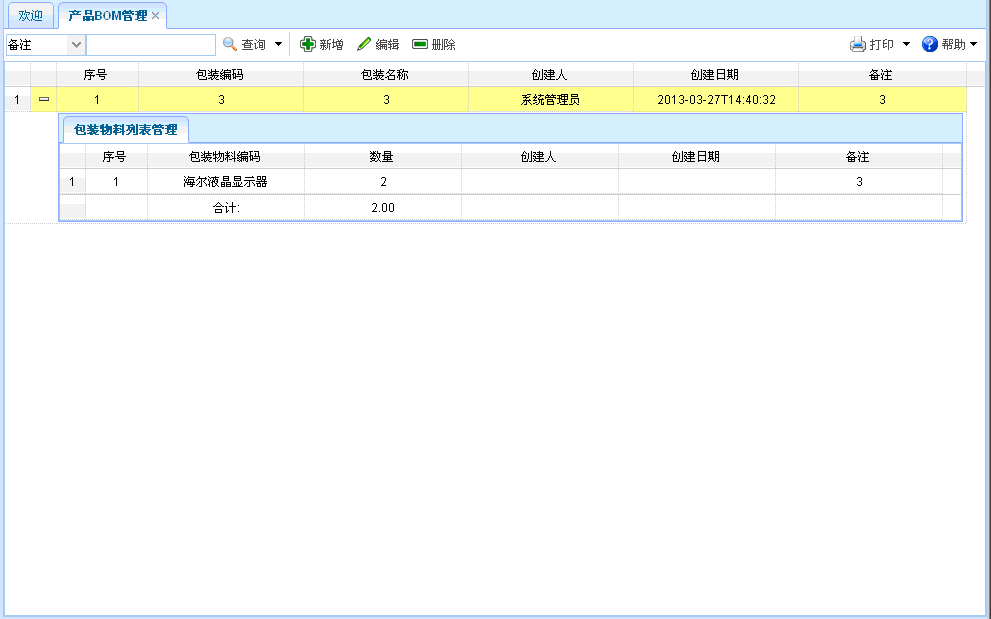 欢迎 产品BOM管理
备注 查询 新增 编辑 删除 打印 帮助
序号 包装编码 包装名称 创建人 创建日期 备注
1 1 3 3 系统管理员 2013-03-27T14:40:32 3
包装物料列表管理
序号 包装物料编码 数量 创建人 创建日期 备注
1 1 海尔液晶显示器 2 3
合计: 2.00